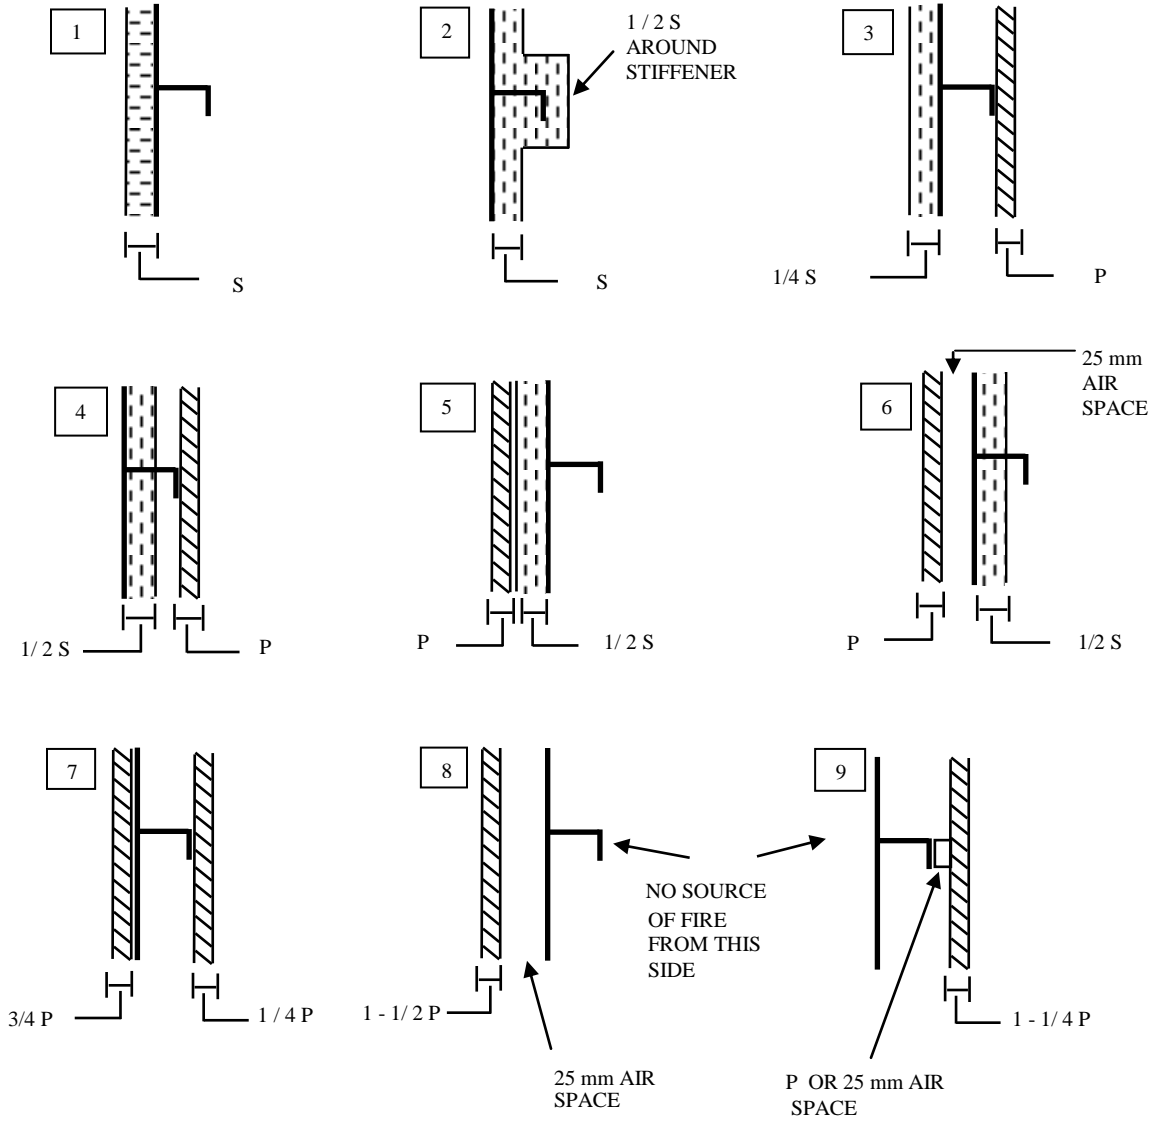 1
S
2
1 / 2 S
AROUND
STIFFENER
S
3
1/4 S
P
4
1/ 2 S
P
5
P
1/ 2 S
6
25 mm
AIR
SPACE
P
1/2 S
7
3/4 P
1 / 4 P
8
1 - 1/ 2 P
25 mm AIR
SPACE
NO SOURCE
OF FIRE
FROM THIS
SIDE
9
1 - 1/ 4 P
P OR 25 mm AIR
SPACE